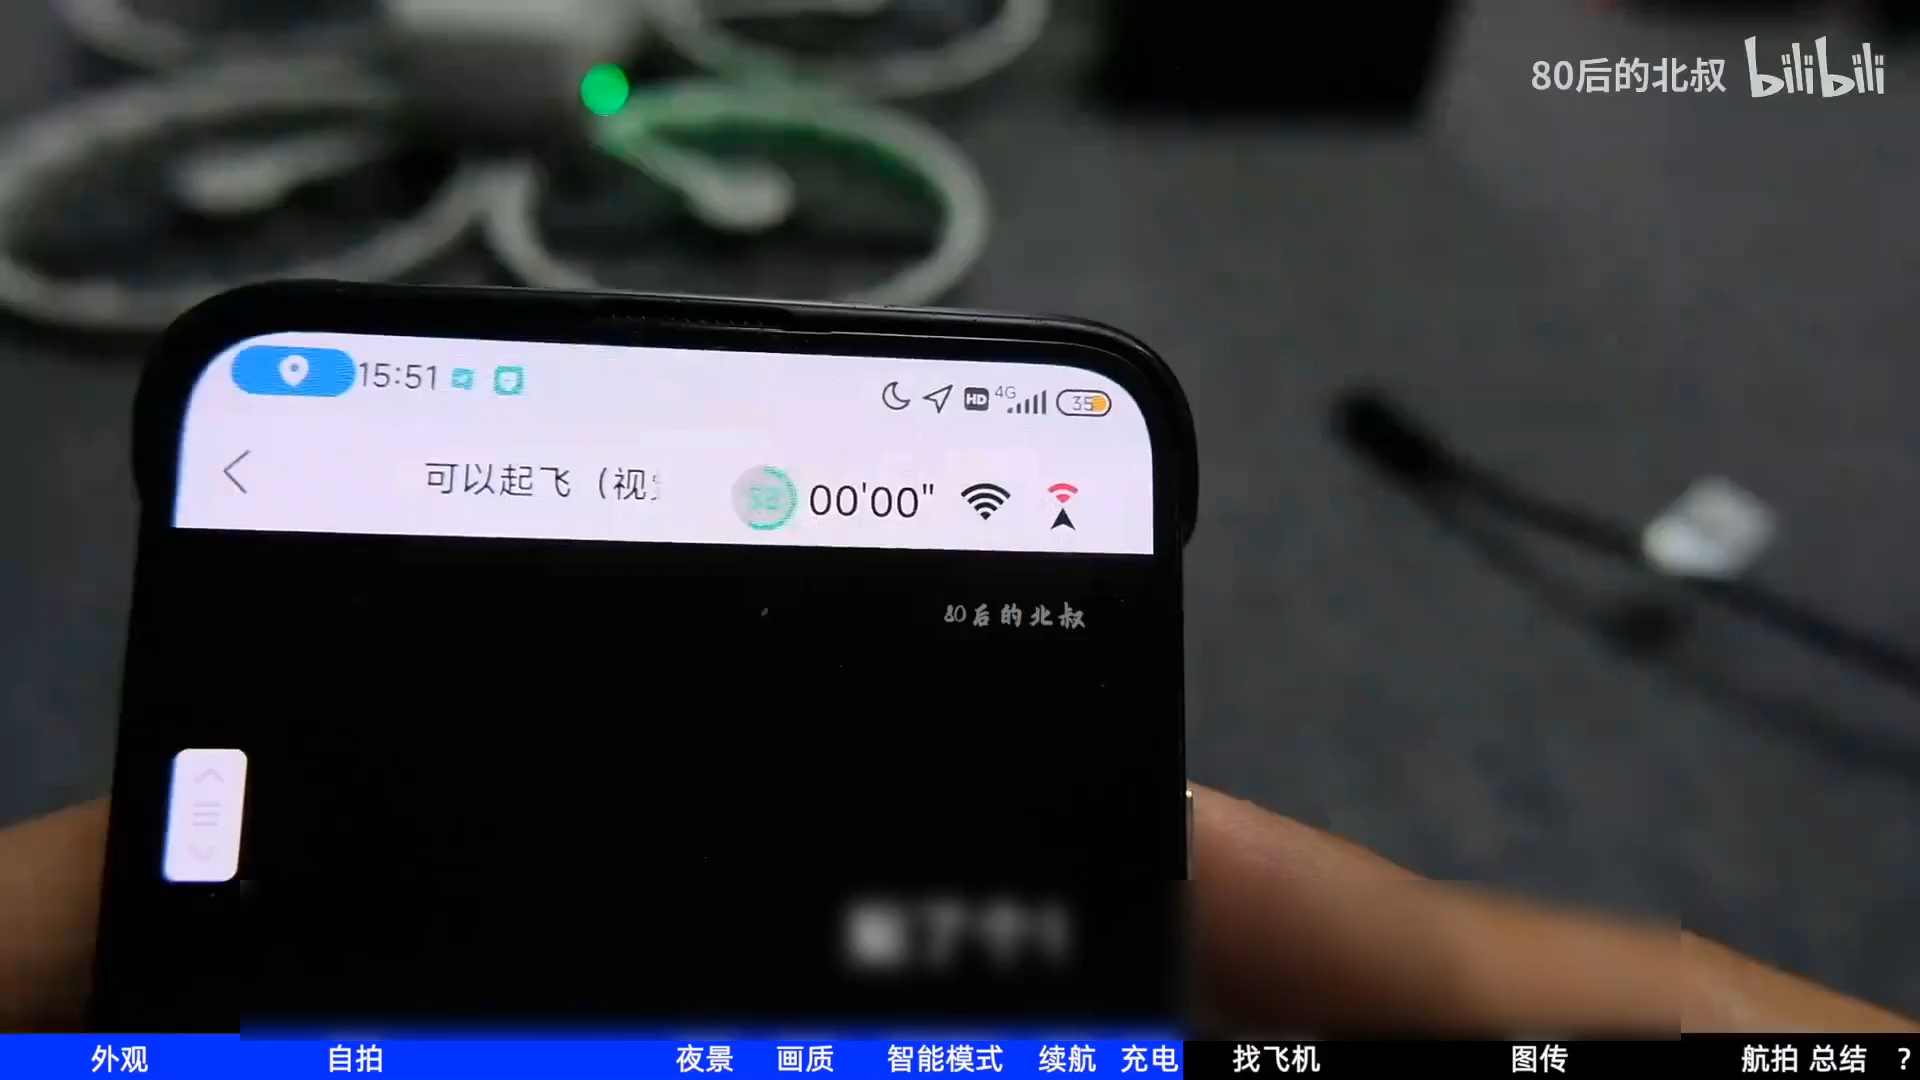 80后的北叔 bilibili
15:51
HD 4G 35
可以起飞（视
00'00"
80后的北叔
外观 自拍 夜景 画质 智能模式 续航 充电 找飞机 图传 航拍 总结 ?